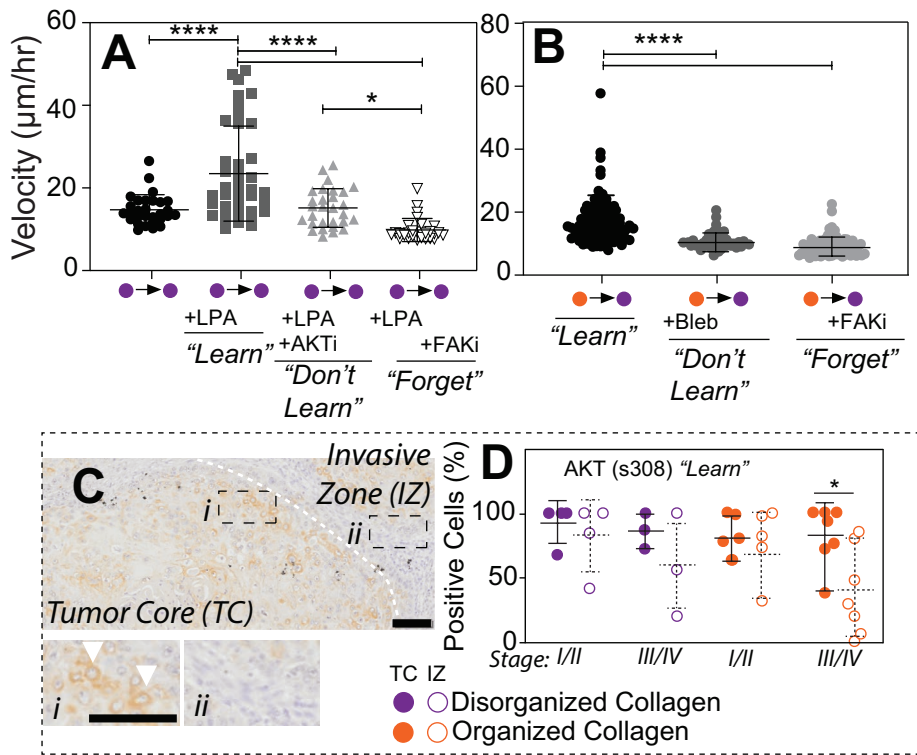 A
Velocity (μm/hr)
60
40
20
0
****
****
*
+LPA
"Learn"
+LPA
+AKTi
"Don't
Learn"
+LPA
+FAKi
"Forget"
B
80
60
40
20
0
****
"Learn"
+Bleb
"Don't
Learn"
+FAKi
"Forget"
C
Invasive
Zone (IZ)
i
ii
Tumor Core (TC)
i
ii
D
AKT (s308) "Learn"
*
Positive Cells (%)
100
50
0
Stage: I/II III/IV I/II III/IV
TC IZ
Disorganized Collagen
Organized Collagen